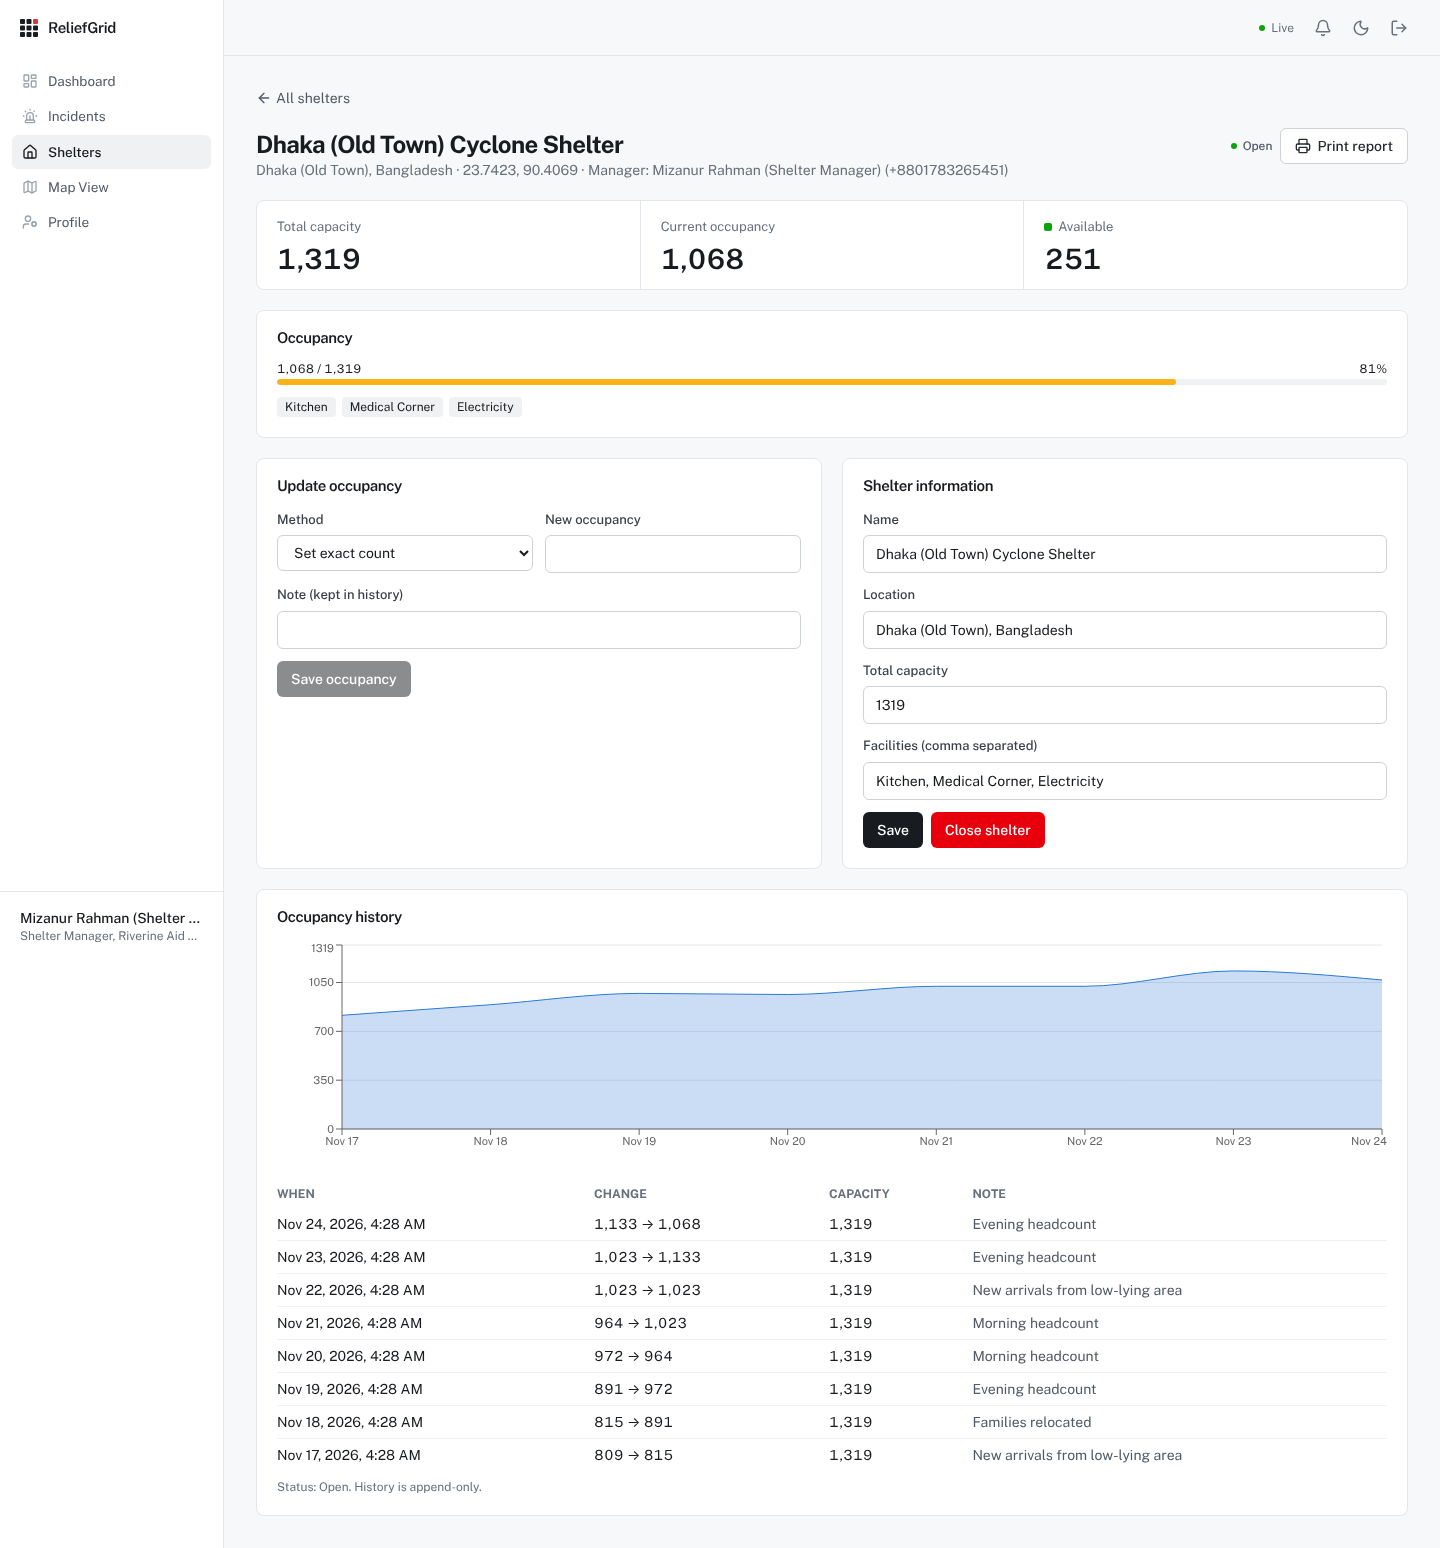 ReliefGrid
Live
Dashboard
Incidents
Shelters
Map View
Profile
Mizanur Rahman (Shelter ...
Shelter Manager, Riverine Aid ...
All shelters
Dhaka (Old Town) Cyclone Shelter
Open
Print report
Dhaka (Old Town), Bangladesh · 23.7423, 90.4069 · Manager: Mizanur Rahman (Shelter Manager) (+8801783265451)
Total capacity
1,319
Current occupancy
1,068
Available
251
Occupancy
1,068 / 1,319
81%
Kitchen
Medical Corner
Electricity
Update occupancy
Method
New occupancy
Set exact count
Note (kept in history)
Save occupancy
Shelter information
Name
Dhaka (Old Town) Cyclone Shelter
Location
Dhaka (Old Town), Bangladesh
Total capacity
1319
Facilities (comma separated)
Kitchen, Medical Corner, Electricity
Save
Close shelter
Occupancy history
1319
1050
700
350
0
Nov 17 Nov 18 Nov 19 Nov 20 Nov 21 Nov 22 Nov 23 Nov 24
WHEN CHANGE CAPACITY NOTE
Nov 24, 2026, 4:28 AM 1,133 → 1,068 1,319 Evening headcount
Nov 23, 2026, 4:28 AM 1,023 → 1,133 1,319 Evening headcount
Nov 22, 2026, 4:28 AM 1,023 → 1,023 1,319 New arrivals from low-lying area
Nov 21, 2026, 4:28 AM 964 → 1,023 1,319 Morning headcount
Nov 20, 2026, 4:28 AM 972 → 964 1,319 Morning headcount
Nov 19, 2026, 4:28 AM 891 → 972 1,319 Evening headcount
Nov 18, 2026, 4:28 AM 815 → 891 1,319 Families relocated
Nov 17, 2026, 4:28 AM 809 → 815 1,319 New arrivals from low-lying area
Status: Open. History is append-only.